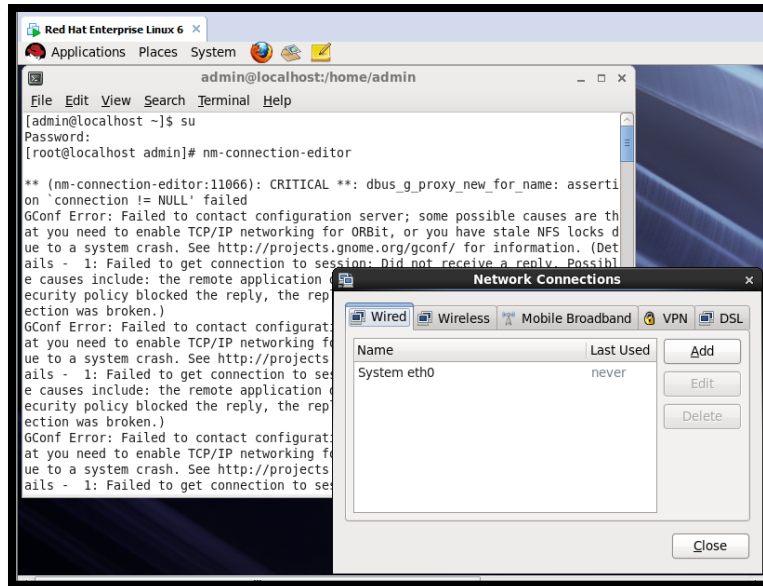 Red Hat Enterprise Linux 6 ×
Applications Places System
admin@localhost:/home/admin
File Edit View Search Terminal Help
[admin@localhost ~]$ su
Password:
[root@localhost admin]# nm-connection-editor
** (nm-connection-editor:11066): CRITICAL **: dbus_g_proxy_new_for_name: asserti
on `connection != NULL' failed
GConf Error: Failed to contact configuration server; some possible causes are th
at you need to enable TCP/IP networking for ORBit, or you have stale NFS locks d
ue to a system crash. See http://projects.gnome.org/gconf/ for information. (Det
ails -  1: Failed to get connection to session: Did not receive a reply. Possibl
e causes include: the remote application
ecurity policy blocked the reply, the rep
ection was broken.)
GConf Error: Failed to contact configurati
at you need to enable TCP/IP networking fo
ue to a system crash. See http://projects
ails -  1: Failed to get connection to ses
e causes include: the remote application
ecurity policy blocked the reply, the rep
ection was broken.)
GConf Error: Failed to contact configurati
at you need to enable TCP/IP networking fo
ue to a system crash. See http://projects
ails -  1: Failed to get connection to ses
Network Connections
Wired Wireless Mobile Broadband VPN DSL
Name Last Used Add
System eth0 never
Edit
Delete
Close